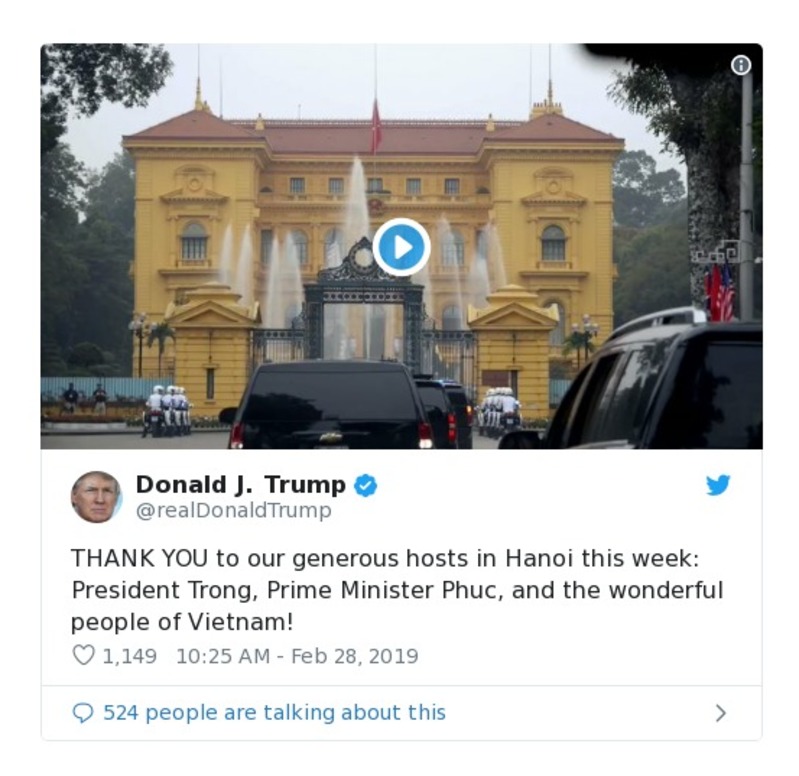 Donald J. Trump
@realDonaldTrump
THANK YOU to our generous hosts in Hanoi this week:
President Trong, Prime Minister Phuc, and the wonderful
people of Vietnam!
1,149 10:25 AM - Feb 28, 2019
524 people are talking about this